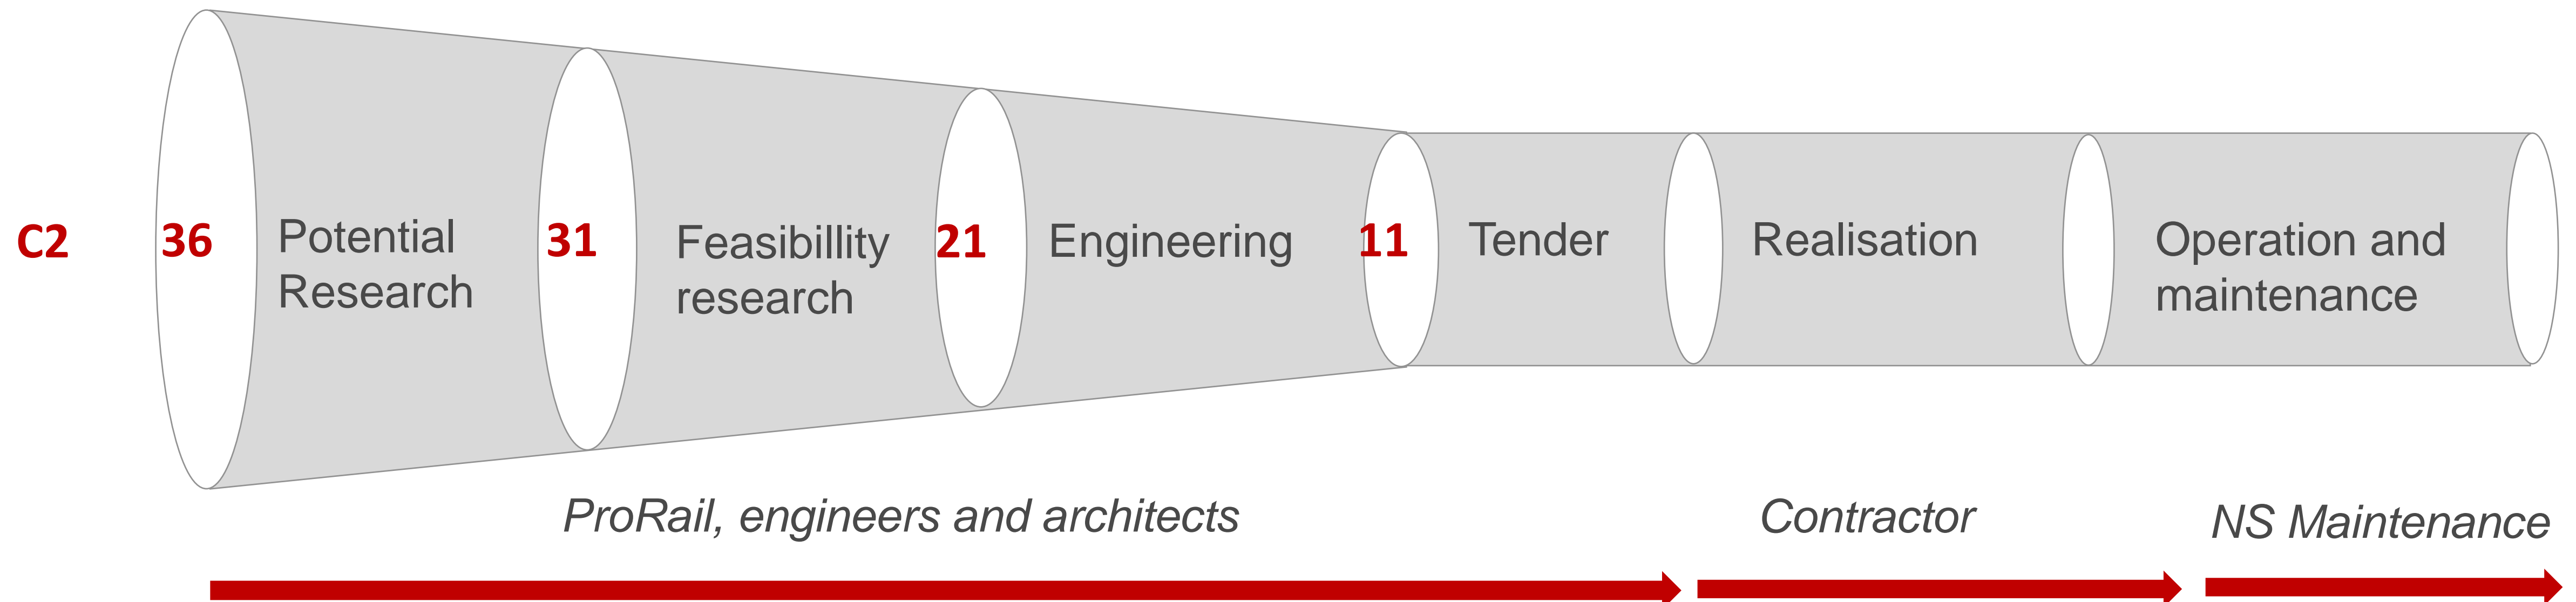 C2
36
Potential
Research
31
Feasibillity
research
21
Engineering
11
Tender
Realisation
Operation and
maintenance
ProRail, engineers and architects
Contractor
NS Maintenance